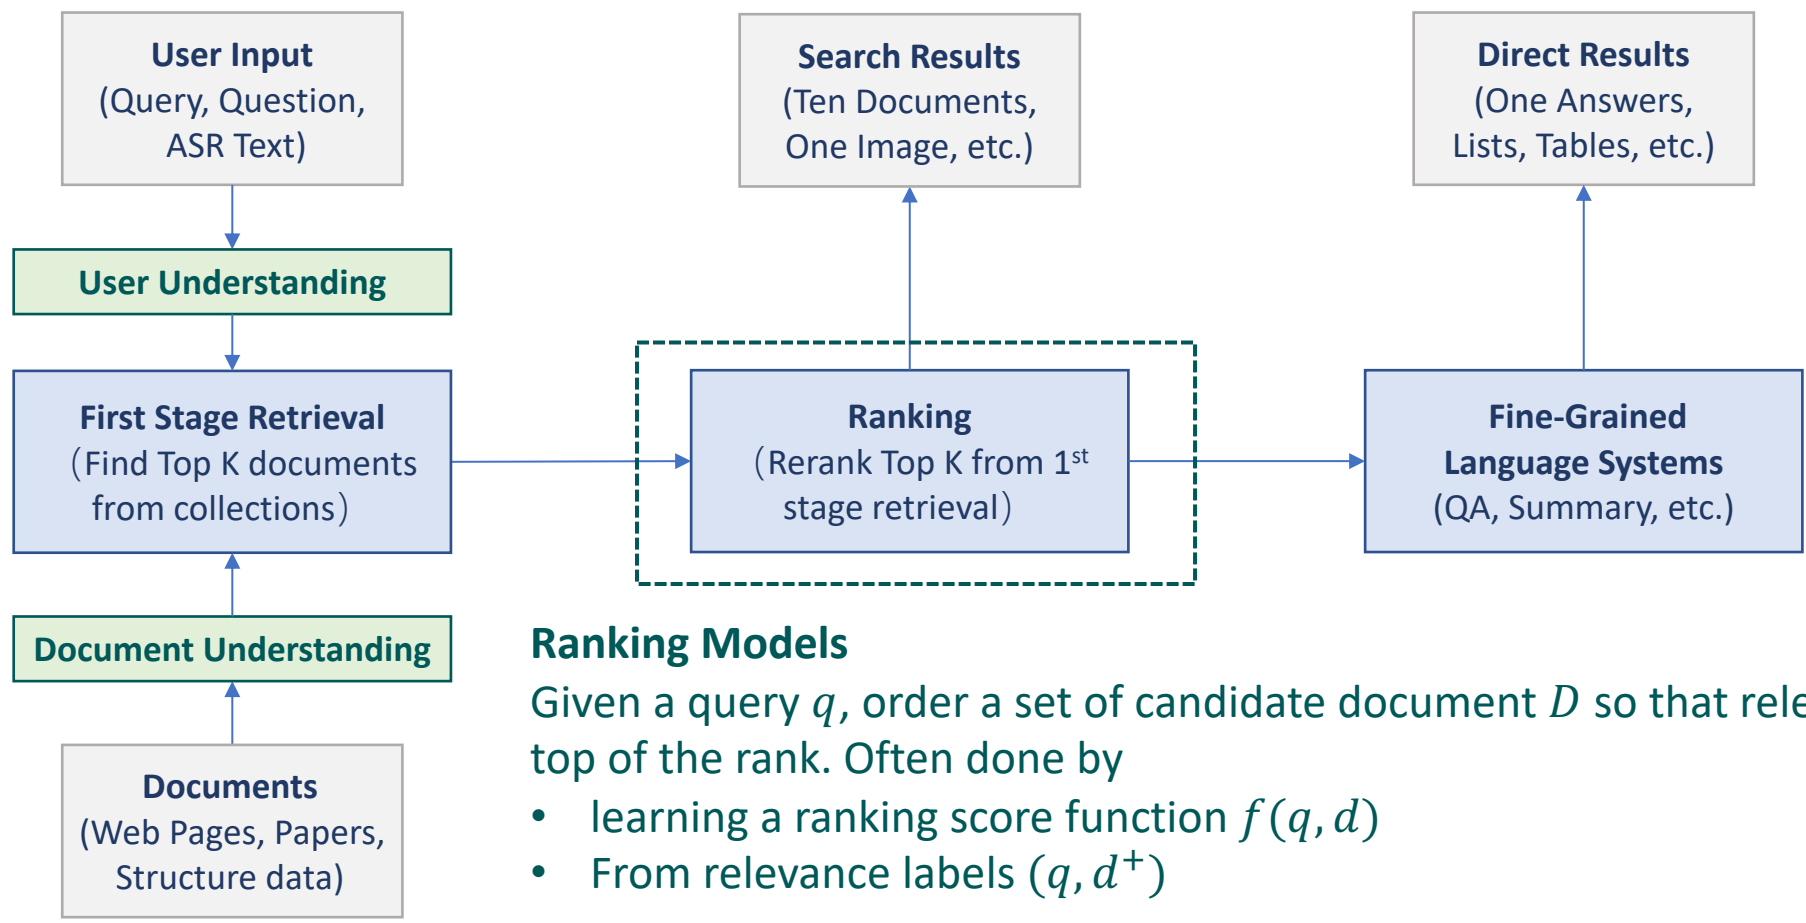 User Input
(Query, Question,
ASR Text)
Search Results
(Ten Documents,
One Image, etc.)
Direct Results
(One Answers,
Lists, Tables, etc.)
User Understanding
First Stage Retrieval
（Find Top K documents
from collections）
Ranking
（Rerank Top K from 1st
stage retrieval）
Fine-Grained
Language Systems
(QA, Summary, etc.)
Document Understanding
Documents
(Web Pages, Papers,
Structure data)
Ranking Models
Given a query q, order a set of candidate document D so that
top of the rank. Often done by
• learning a ranking score function f(q, d)
• From relevance labels (q, d⁺)